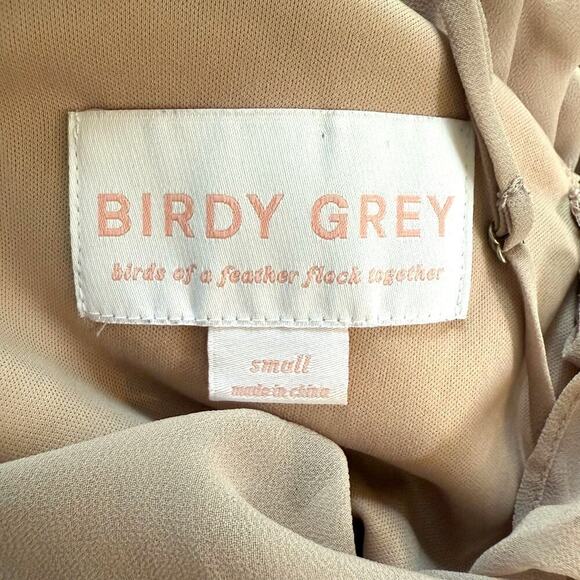 BIRDY GREY
birds of a feather flock together
small
made in china